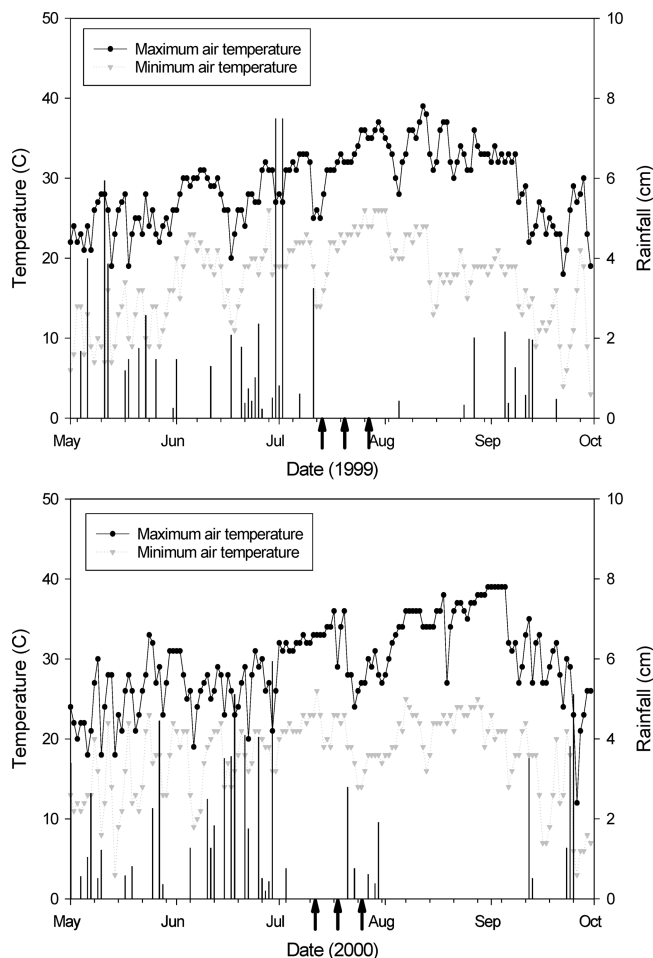 50
40
30
20
10
0
Temperature (C)
Maximum air temperature
Minimum air temperature
10
8
6
4
2
0
Rainfall (cm)
May Jun Jul Aug Sep Oct
Date (1999)
50
40
30
20
10
0
Temperature (C)
Maximum air temperature
Minimum air temperature
10
8
6
4
2
0
Rainfall (cm)
May Jun Jul Aug Sep Oct
Date (2000)